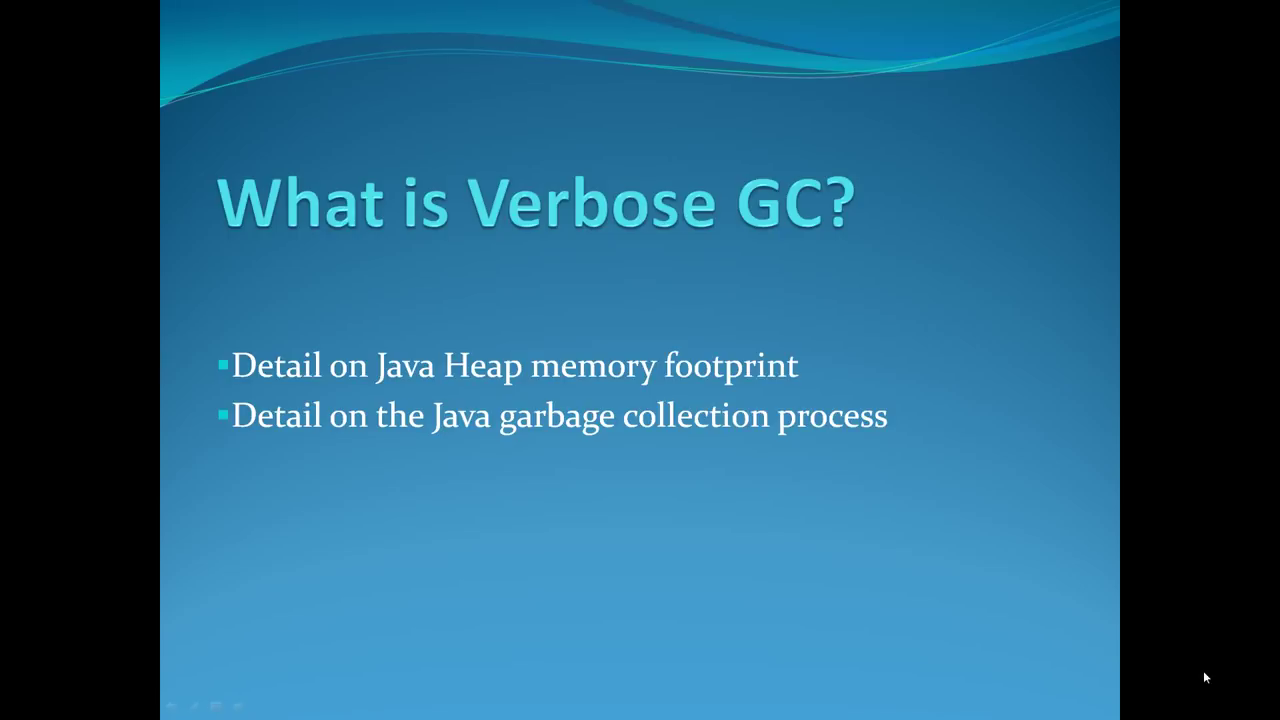 What is Verbose GC?
▪Detail on Java Heap memory footprint
▪Detail on the Java garbage collection process